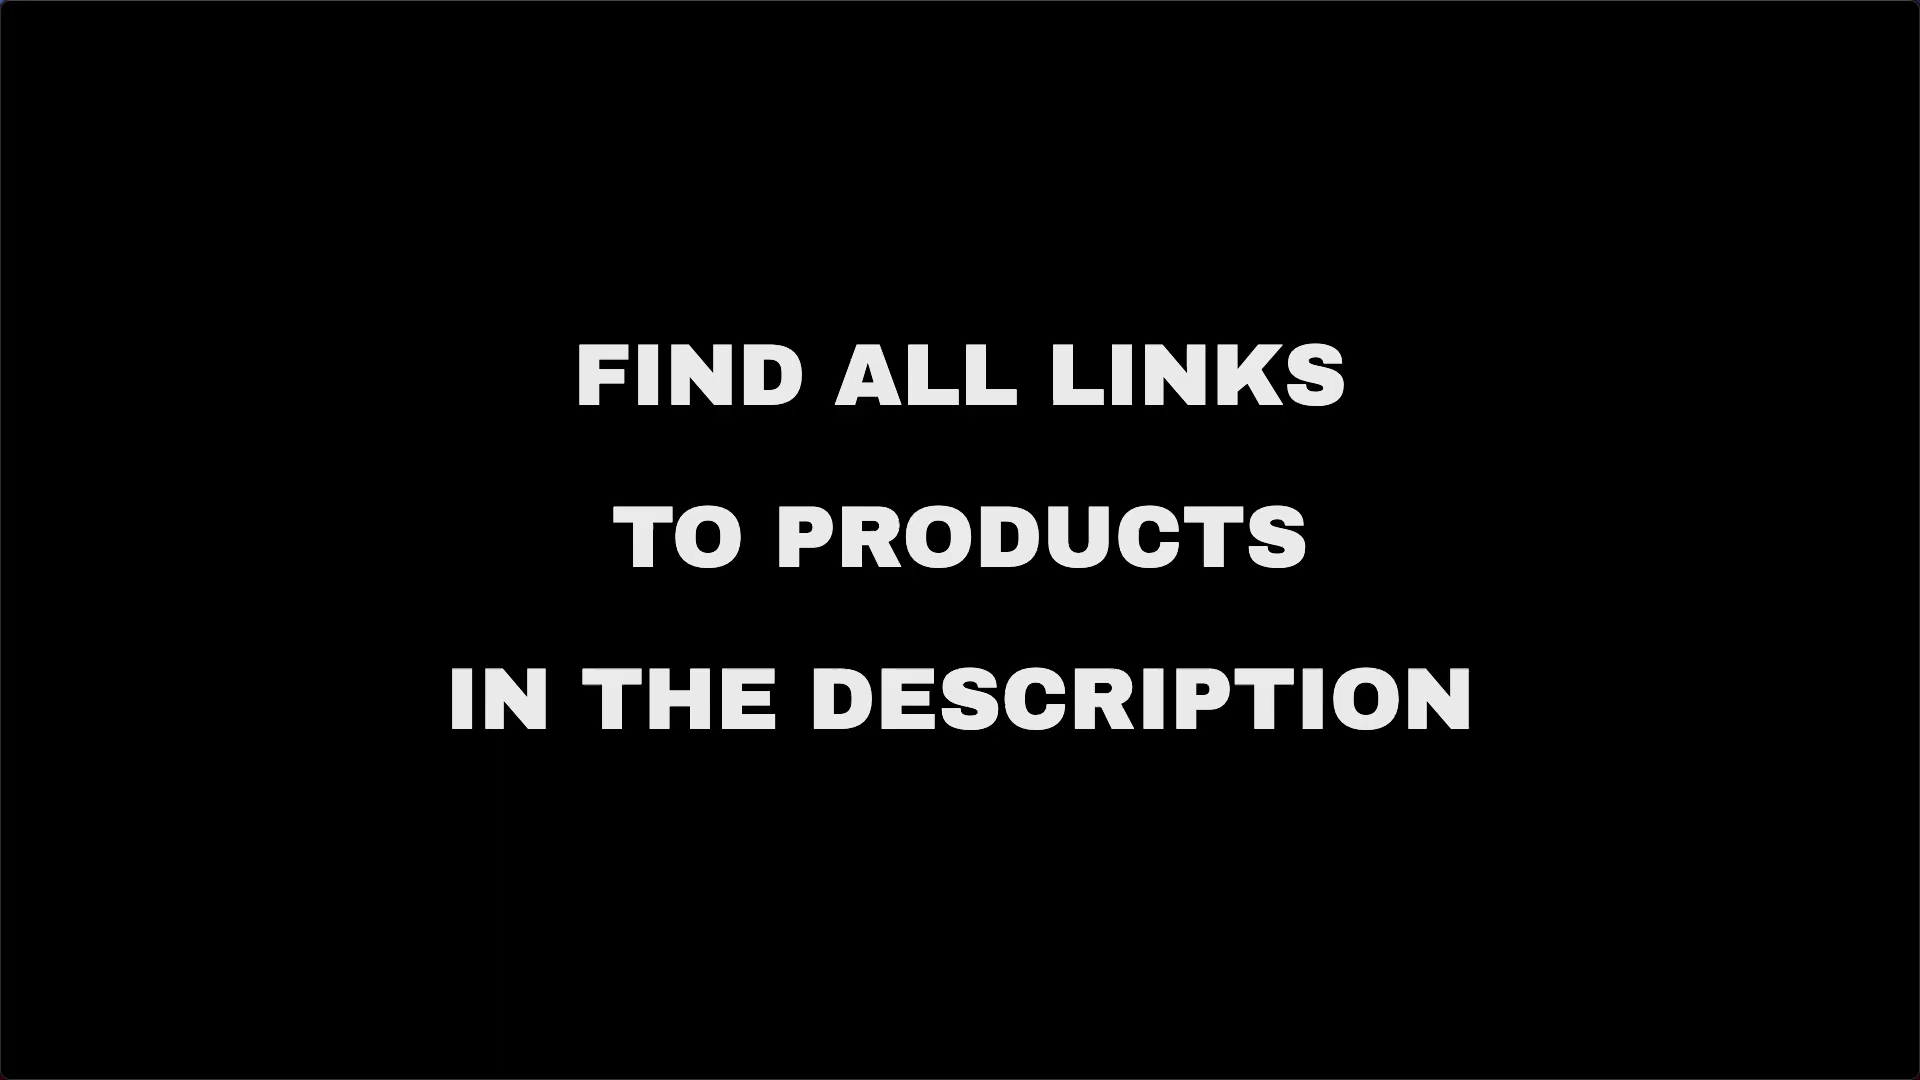 FIND ALL LINKS
TO PRODUCTS
IN THE DESCRIPTION